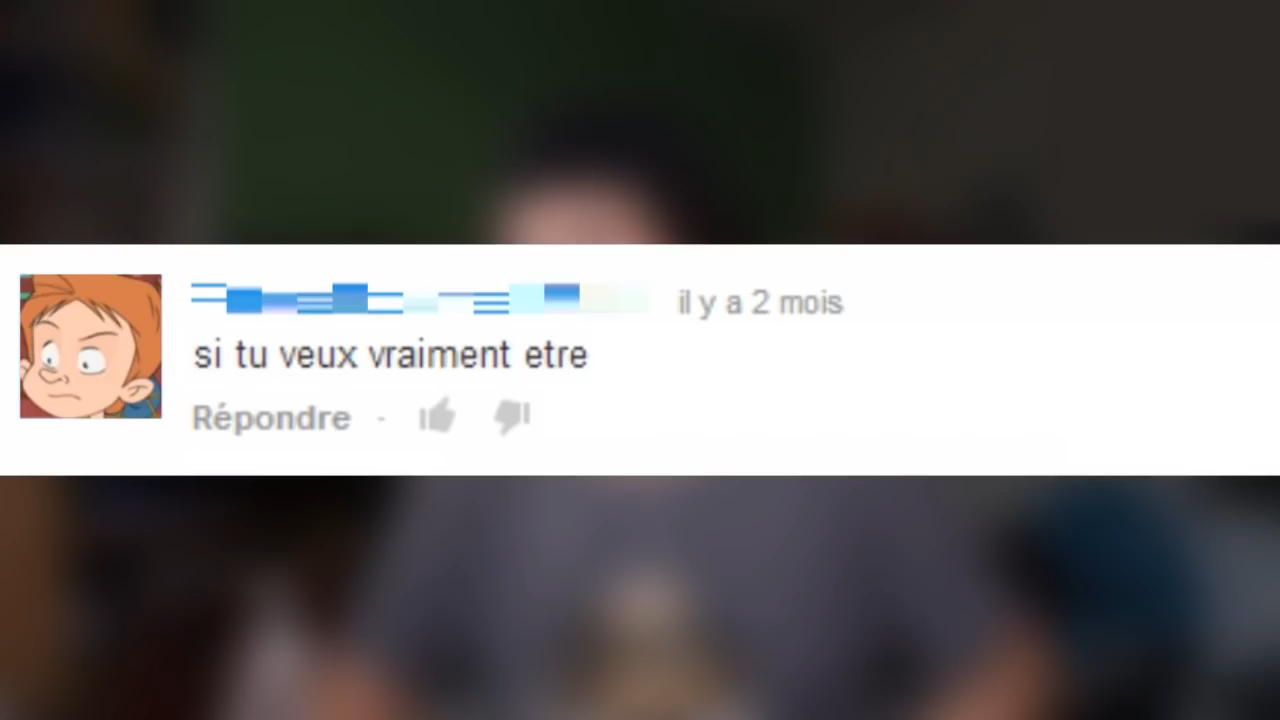 il y a 2 mois
si tu veux vraiment etre
Répondre -